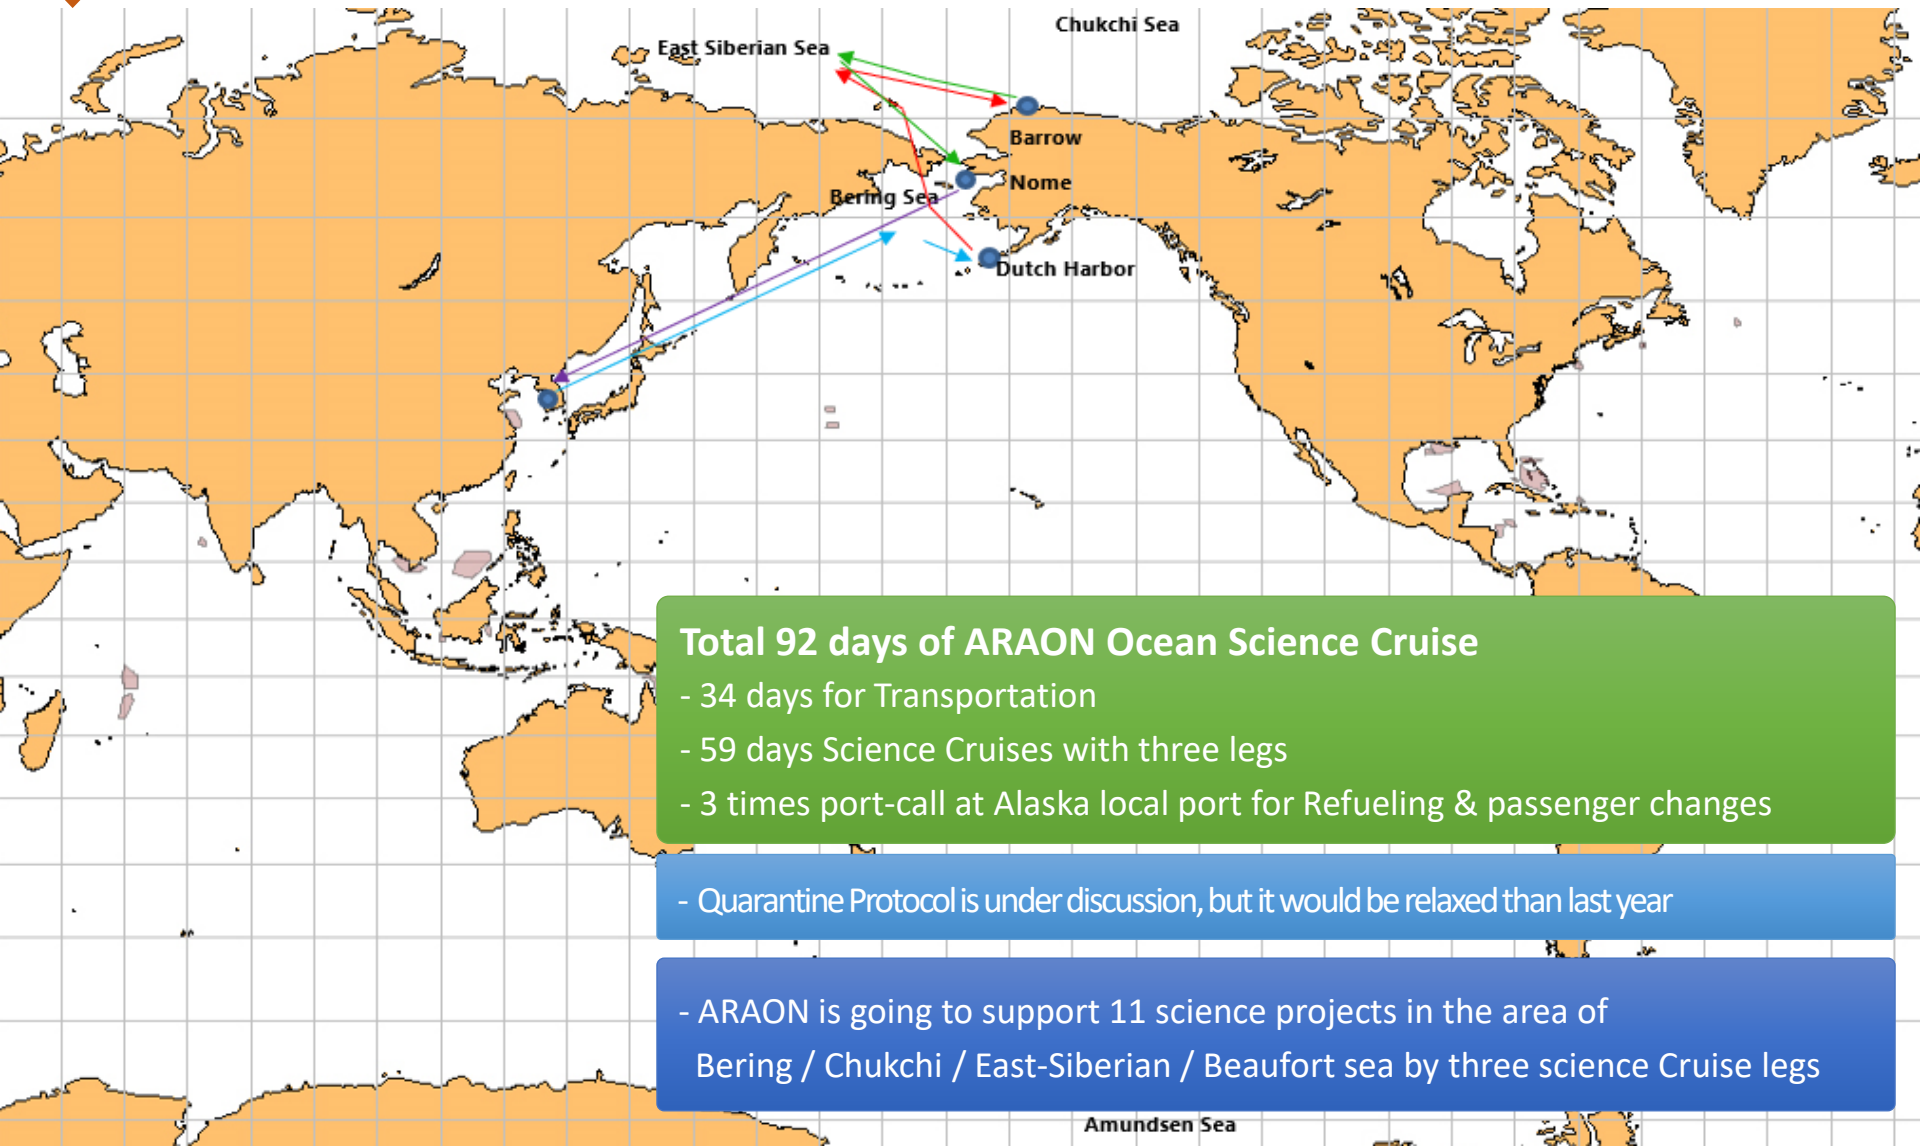 Chukchi Sea
East Siberian Sea
Barrow
Nome
Bering Sea
Dutch Harbor
Total 92 days of ARAON Ocean Science Cruise
- 34 days for Transportation
- 59 days Science Cruises with three legs
- 3 times port-call at Alaska local port for Refueling & passenger changes
- Quarantine Protocol is under discussion, but it would be relaxed than last year
- ARAON is going to support 11 science projects in the area of
Bering / Chukchi / East-Siberian / Beaufort sea by three science Cruise legs
Amundsen Sea